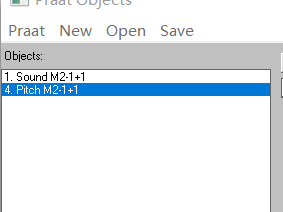 Praat Objects
Praat New Open Save
Objects:
1. Sound M2-1+1
4. Pitch M2-1+1